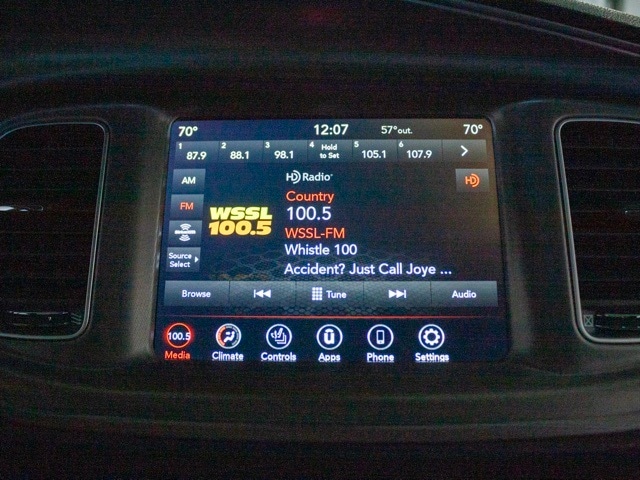 70° 12:07 57° out. 70°
1 87.9 2 88.1 3 98.1 4 Hold to Set 5 105.1 6 107.9
AM
HD Radio
HD
FM
WSSL
100.5
Country
100.5
WSSL-FM
Whistle 100
Accident? Just Call Joye ...
Source
Select
Browse Tune Audio
100.5
Media Climate Controls Apps Phone Settings